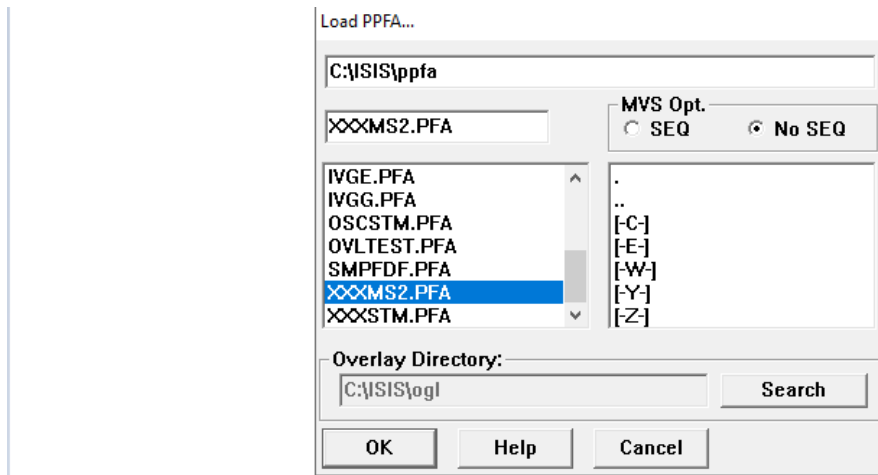 Load PPFA...
C:\ISIS\ppfa
MVS Opt.
XXXMS2.PFA
SEQ No SEQ
IVGE.PFA
IVGG.PFA
OSCSTM.PFA
OVLTEST.PFA
SMPFDF.PFA
XXXMS2.PFA
XXXSTM.PFA
.
..
[-C-]
[-E-]
[-W-]
[-Y-]
[-Z-]
Overlay Directory:
C:\ISIS\ogl Search
OK Help Cancel